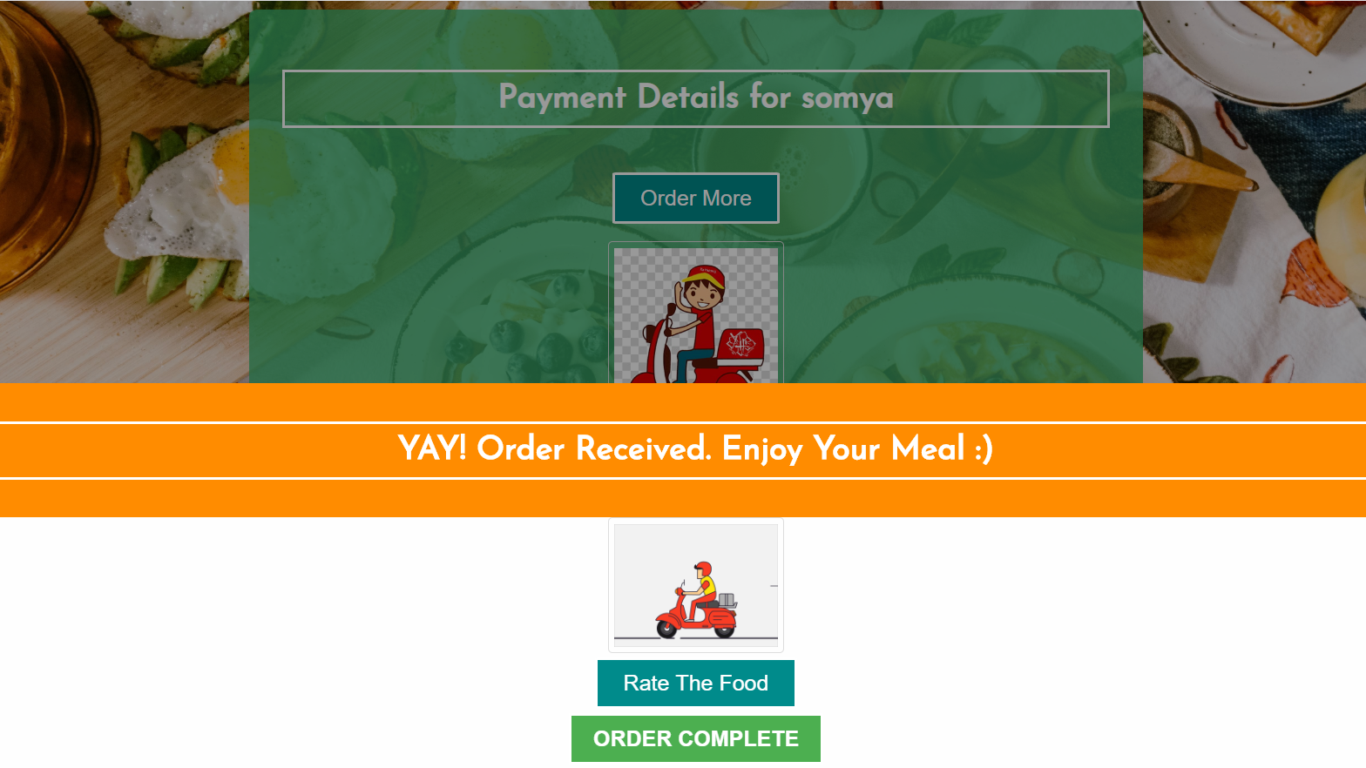 Payment Details for somya
Order More
YAY! Order Received. Enjoy Your Meal :)
Rate The Food
ORDER COMPLETE